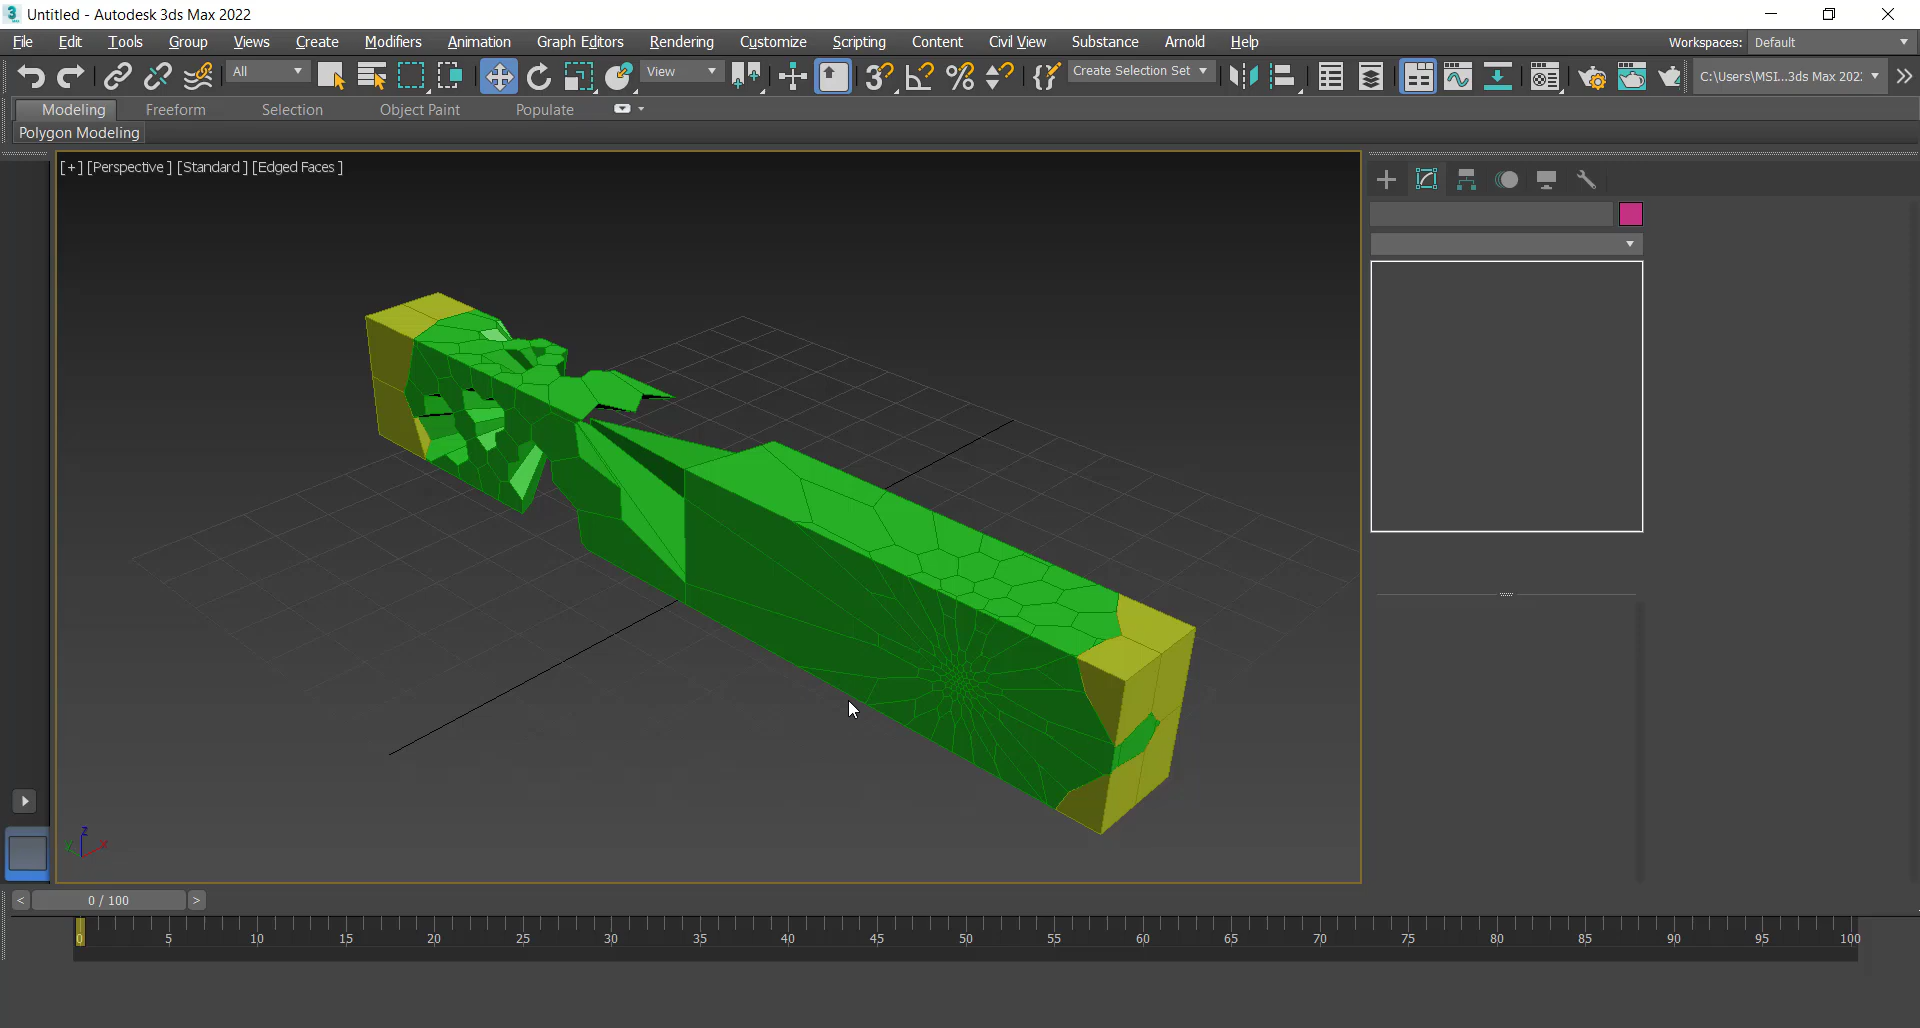 Untitled - Autodesk 3ds Max 2022
File Edit Tools Group Views Create Modifiers Animation Graph Editors Rendering Customize Scripting Content Civil View Substance Arnold Help Workspaces: Default
All View Create Selection Set C:\Users\MSI...3ds Max 202:
Modeling Freeform Selection Object Paint Populate
Polygon Modeling
[+] [Perspective ] [Standard ] [Edged Faces ]
z
x
< 0 / 100 >
0 5 10 15 20 25 30 35 40 45 50 55 60 65 70 75 80 85 90 95 100